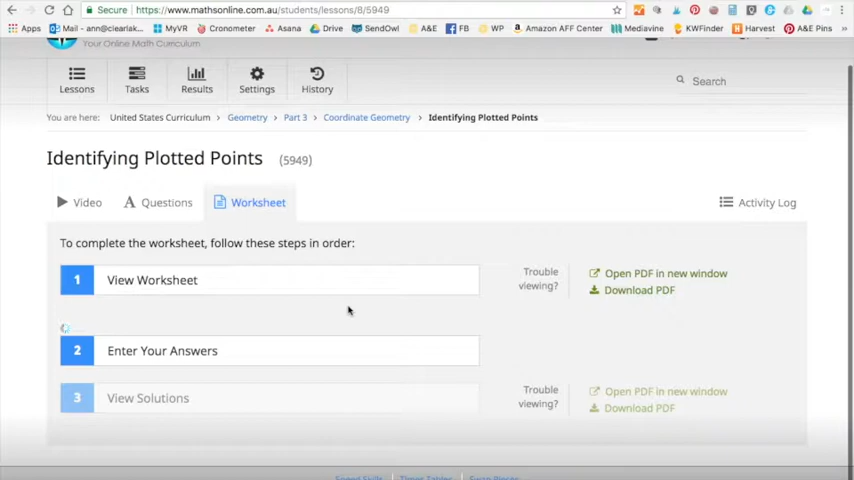 Secure https://www.mathsonline.com.au/students/lessons/8/5949
Apps Mail - ann@clearlak MyVR Cronometer Asana Drive SendOwl A&E FB WP Amazon AFF Center Mediavine KWFinder Harvest A&E Pins
Your Online Math Curriculum
Lessons Tasks Results Settings History
Search
You are here: United States Curriculum > Geometry > Part 3 > Coordinate Geometry > Identifying Plotted Points
Identifying Plotted Points (5949)
Video Questions Worksheet Activity Log
To complete the worksheet, follow these steps in order:
1 View Worksheet
Trouble viewing?
Open PDF in new window
Download PDF
2 Enter Your Answers
3 View Solutions
Trouble viewing?
Open PDF in new window
Download PDF
Speed Skills Times Tables